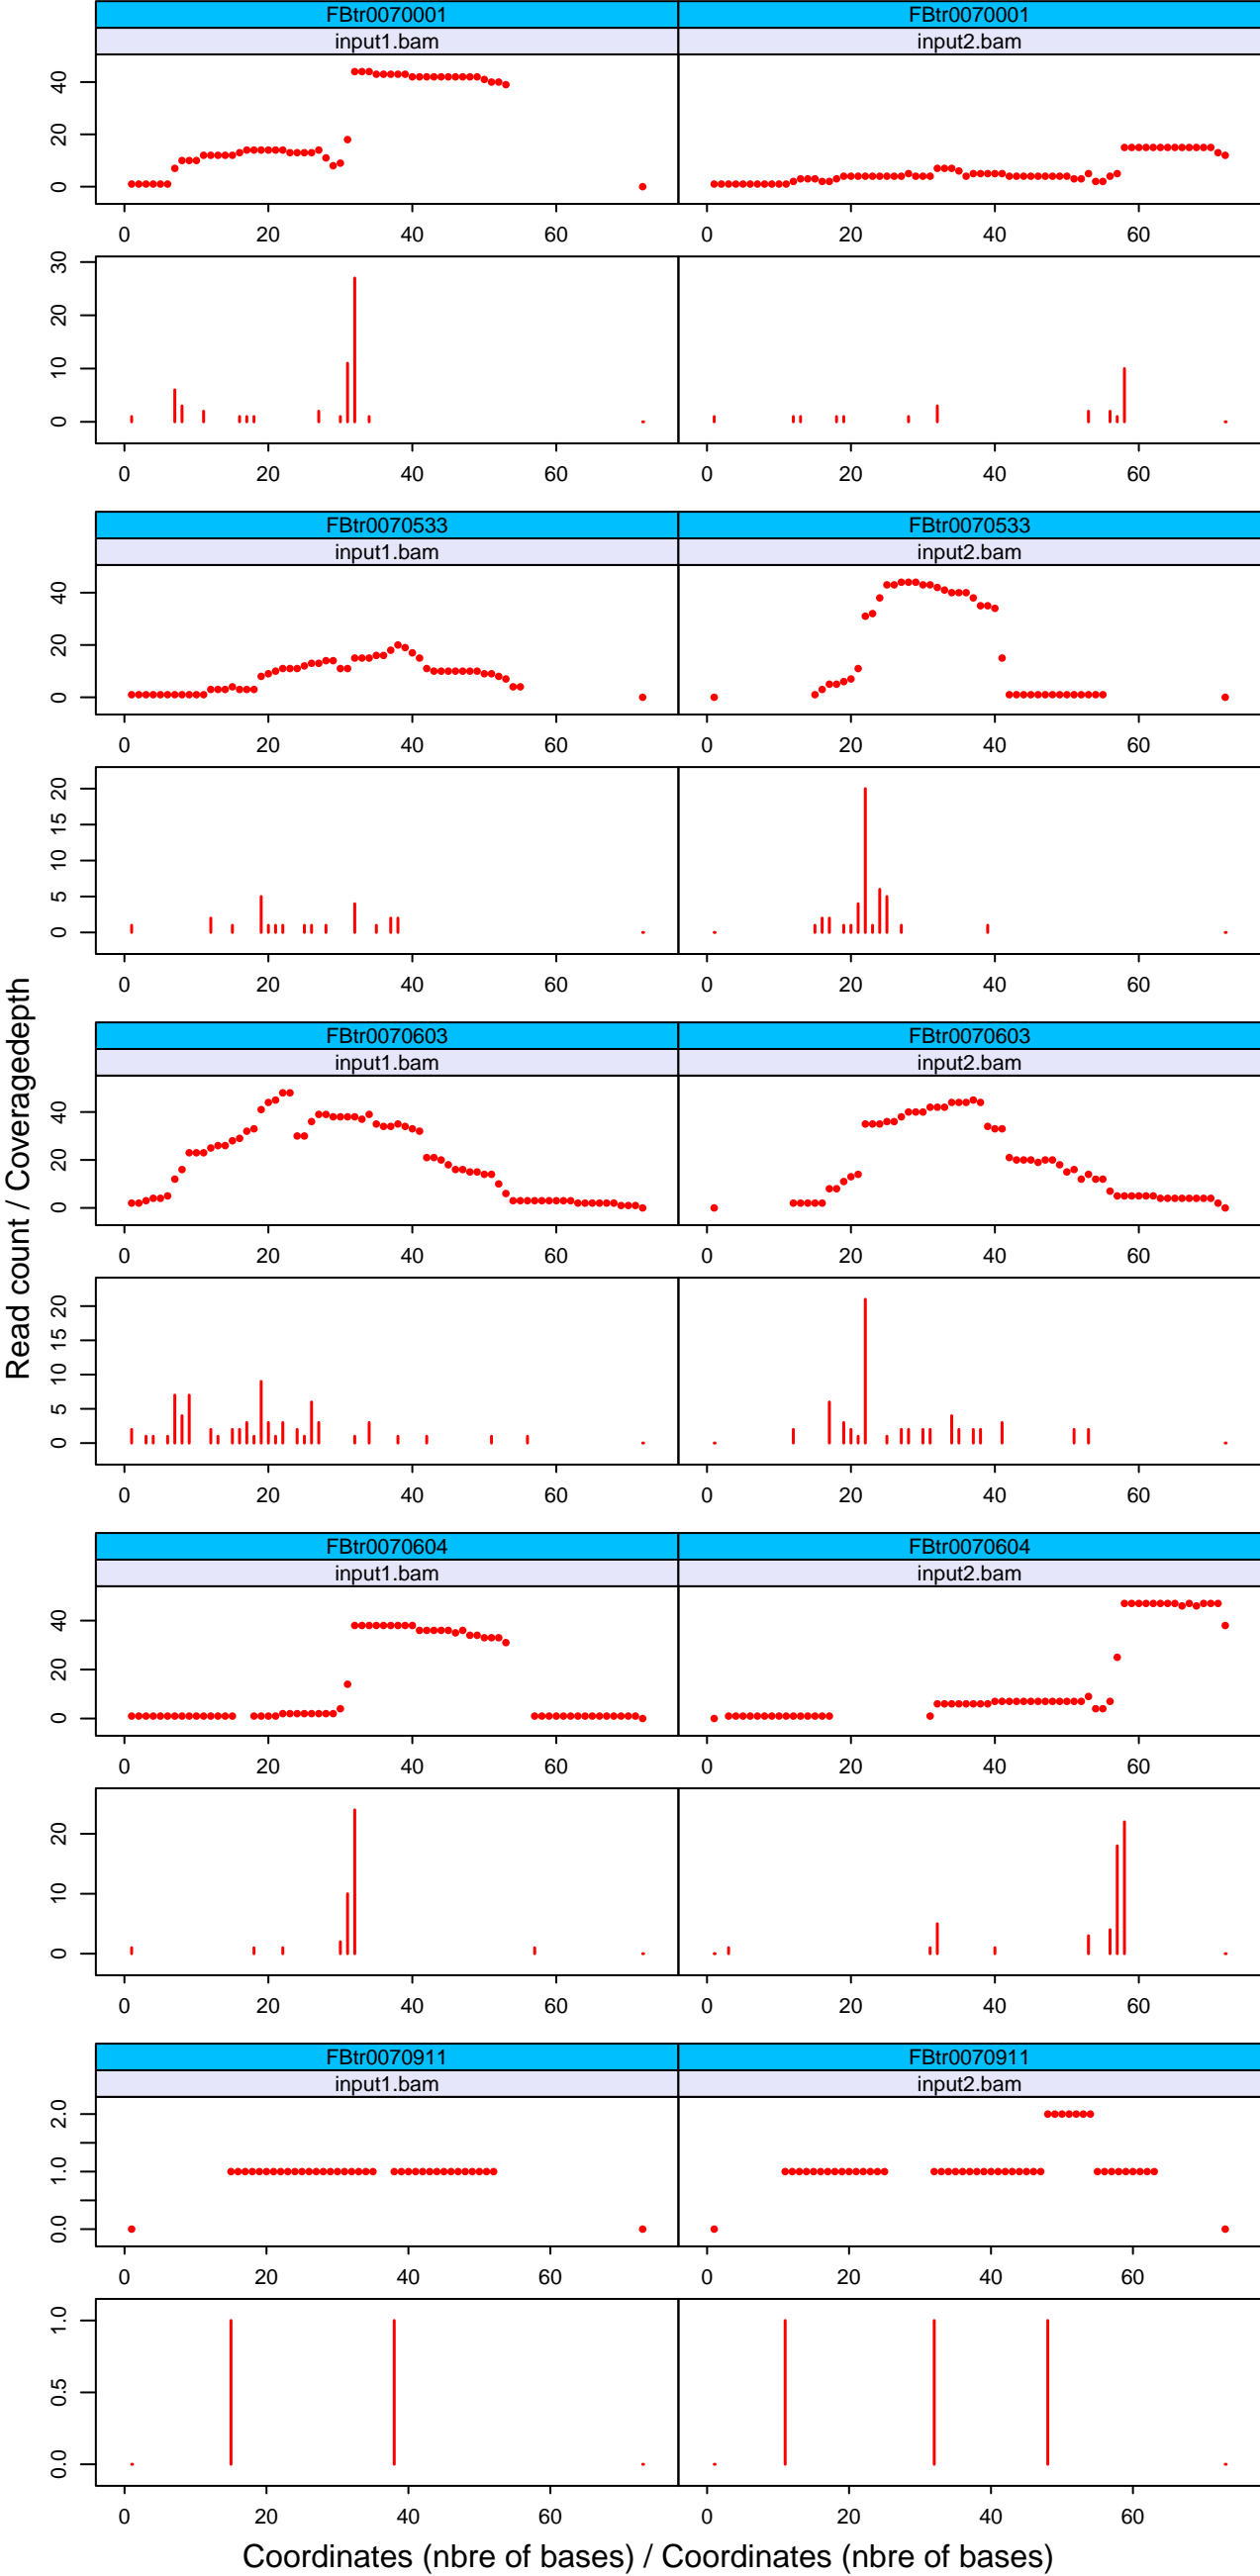 FBtr0070001 FBtr0070001
input1.bam input2.bam
40
20
0
0 20 40 60 0 20 40 60
30
20
10
0
0 20 40 60 0 20 40 60
FBtr0070533 FBtr0070533
input1.bam input2.bam
40
20
0
0 20 40 60 0 20 40 60
20
15
10
5
0
0 20 40 60 0 20 40 60
FBtr0070603 FBtr0070603
input1.bam input2.bam
40
20
0
0 20 40 60 0 20 40 60
20
15
10
5
0
0 20 40 60 0 20 40 60
FBtr0070604 FBtr0070604
input1.bam input2.bam
40
20
0
0 20 40 60 0 20 40 60
20
10
0
0 20 40 60 0 20 40 60
FBtr0070911 FBtr0070911
input1.bam input2.bam
2.0
1.0
0.0
0 20 40 60 0 20 40 60
1.0
0.5
0.0
0 20 40 60 0 20 40 60
Read count / Coveragedepth
Coordinates (nbre of bases) / Coordinates (nbre of bases)